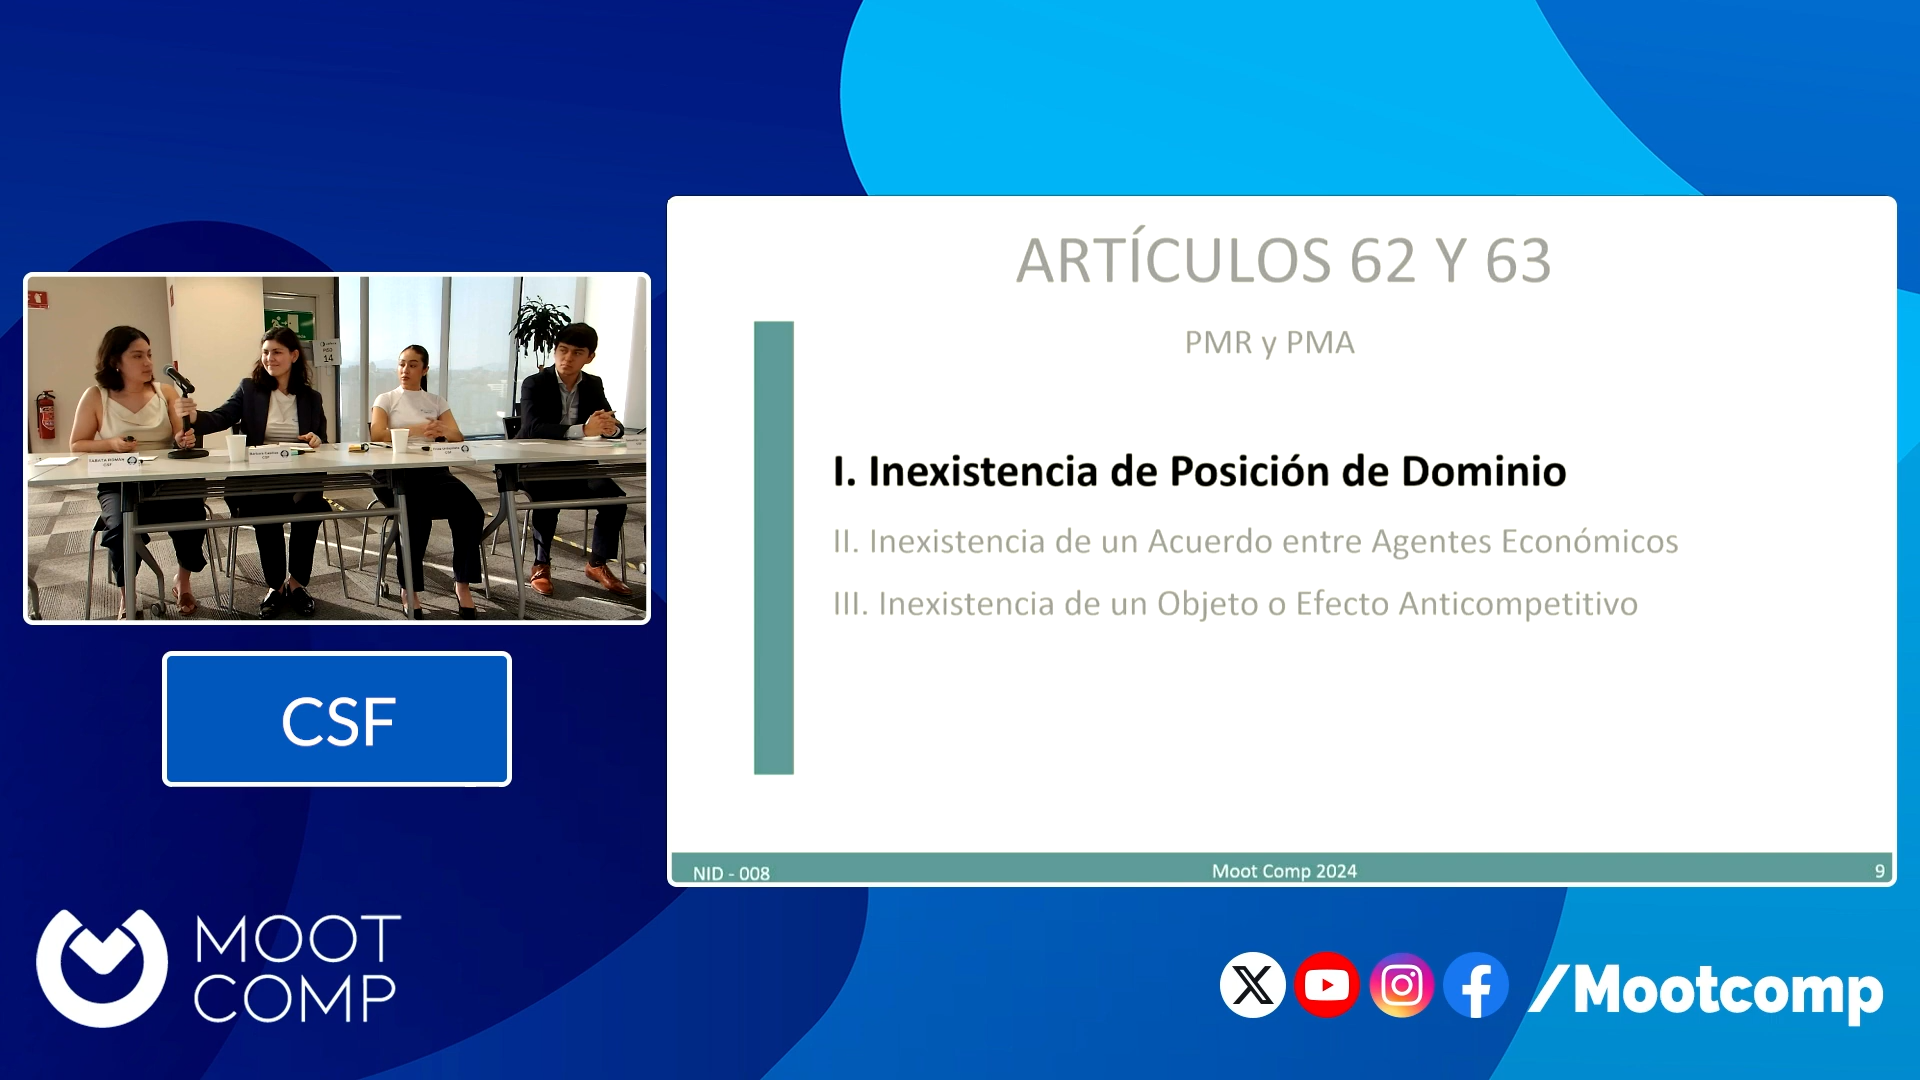 ARTÍCULOS 62 Y 63
PMR y PMA
I. Inexistencia de Posición de Dominio
II. Inexistencia de un Acuerdo entre Agentes Económicos
III. Inexistencia de un Objeto o Efecto Anticompetitivo
NID - 008
Moot Comp 2024
9
14
CSF
MOOT
COMP
/Mootcomp